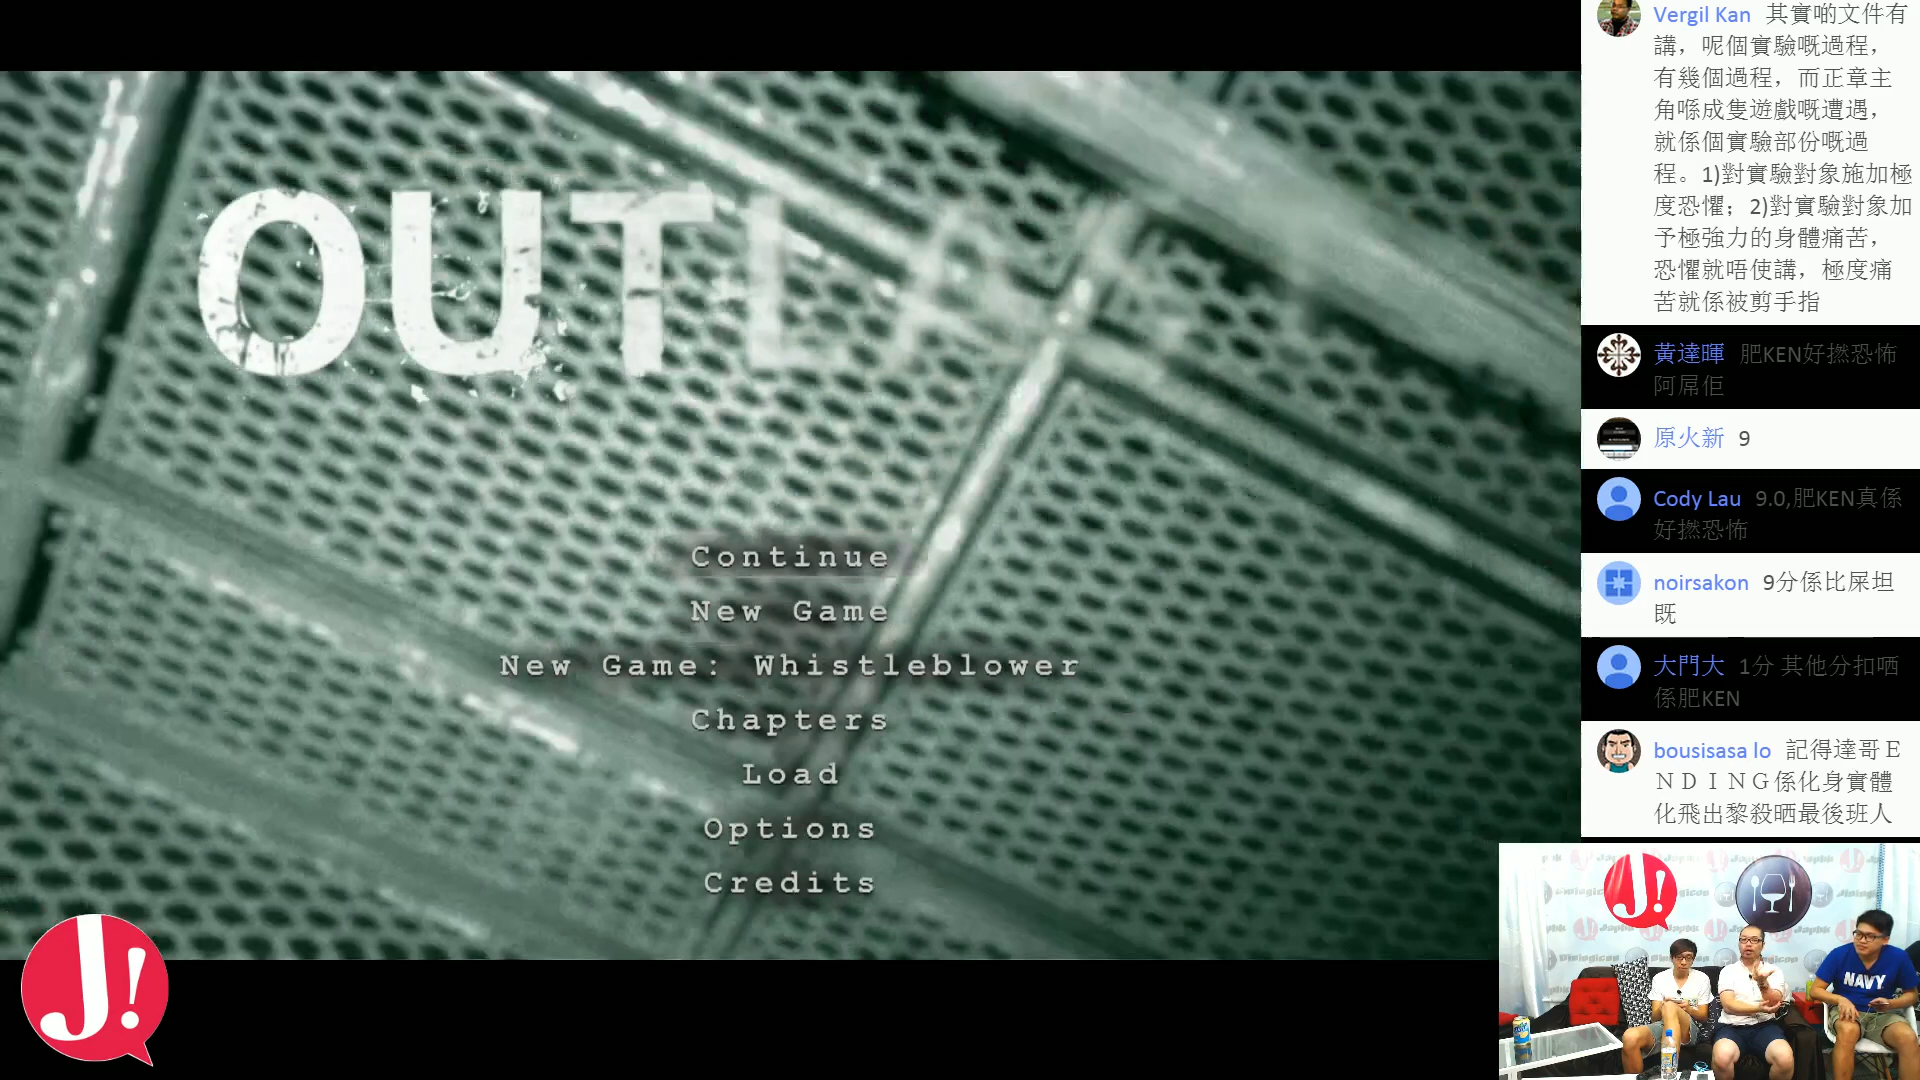 OUTL
Continue
New Game
New Game: Whistleblower
Chapters
Load
Options
Credits
J!
Vergil Kan 其實啲文件有
講，呢個實驗嘅過程，
有幾個過程，而正章主
角喺成隻遊戲嘅遭遇，
就係個實驗部份嘅過
程。1)對實驗對象施加極
度恐懼；2)對實驗對象加
予極強力的身體痛苦，
恐懼就唔使講，極度痛
苦就係被剪手指
黃達暉 肥KEN好撚恐怖
阿屌佢
原火新 9
Cody Lau 9.0,肥KEN真係
好撚恐怖
noirsakon 9分係比屎坦
既
大門大 1分 其他分扣哂
係肥KEN
bousisasa lo 記得達哥Ｅ
ＮＤＩＮＧ係化身實體
化飛出黎殺晒最後班人
J!
NAVY